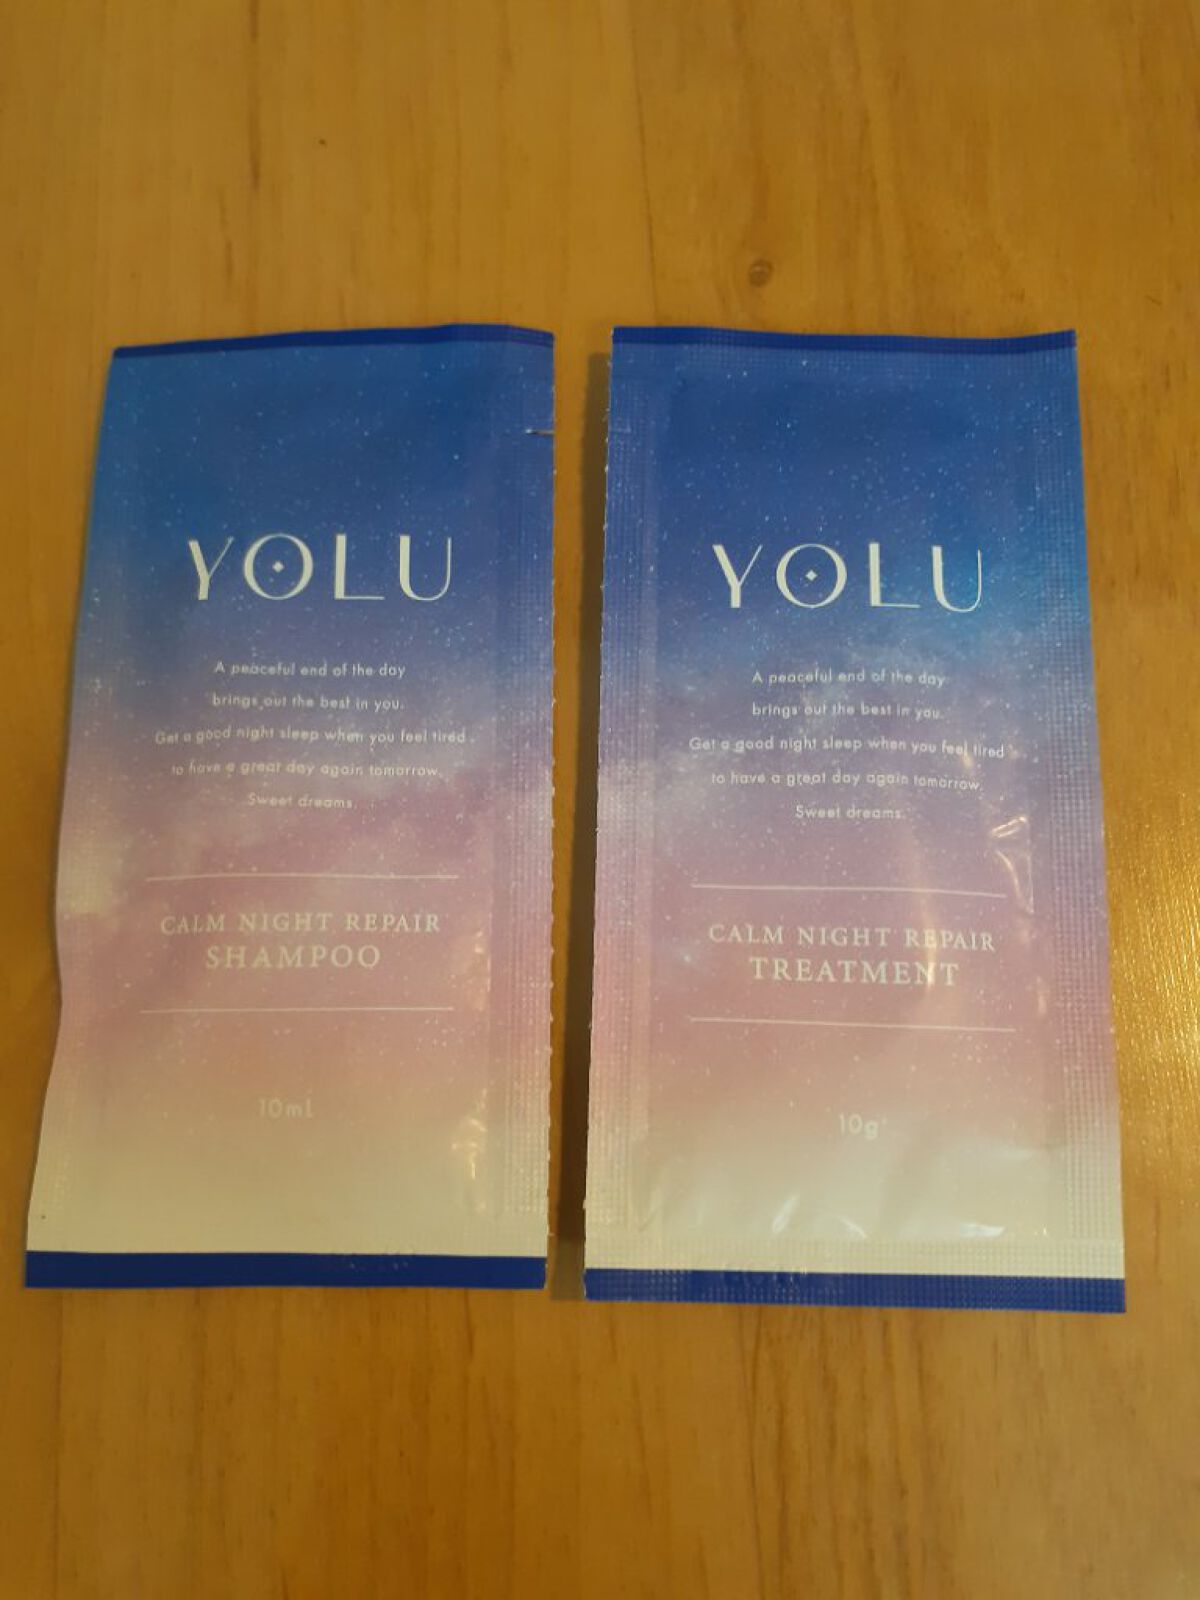 YOLU
A peaceful end of the day
brings out the best in you.
Get a good night sleep when you feel tired
to have a great day again tomorrow.
Sweet dreams.
CALM NIGHT REPAIR
SHAMPOO
10mL
YOLU
A peaceful end of the day
brings out the best in you.
Get a good night sleep when you feel tired
to have a great day again tomorrow.
Sweet dreams.
CALM NIGHT REPAIR
TREATMENT
10g